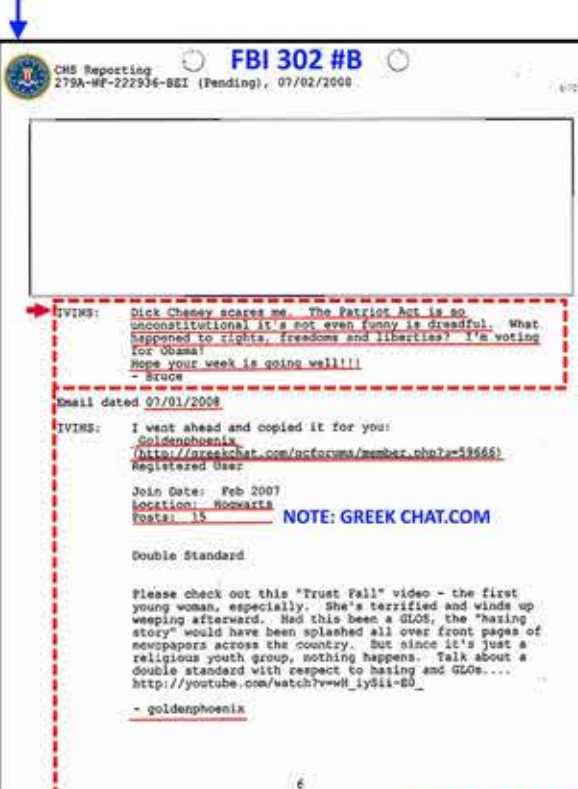 FBI 302 #B
CHS Reporting
279A-WF-222936-BEI (Pending), 07/02/2008
IVINS: Dick Cheney scares me. The Patriot Act is so
unconstitutional it's not even funny is dreadful. What
happened to rights, freedoms and liberties? I'm voting
for Obama!
Hope your week is going well!!!
- Bruce
Email dated 07/01/2008
IVINS: I went ahead and copied it for you:
Goldenphoenix
(http://greekchat.com/gcforums/member.php?u=59666)
Registered User
Join Date: Feb 2007
Location: Hogwarts
Posts: 15 NOTE: GREEK CHAT.COM
Double Standard
Please check out this "Trust Fall" video - the first
young woman, especially. She's terrified and winds up
weeping afterward. Had this been a GLOS, the "hazing
story" would have been splashed all over front pages of
newspapers across the country. But since it's just a
religious youth group, nothing happens. Talk about a
double standard with respect to hazing and GLOs....
- goldenphoenix
6